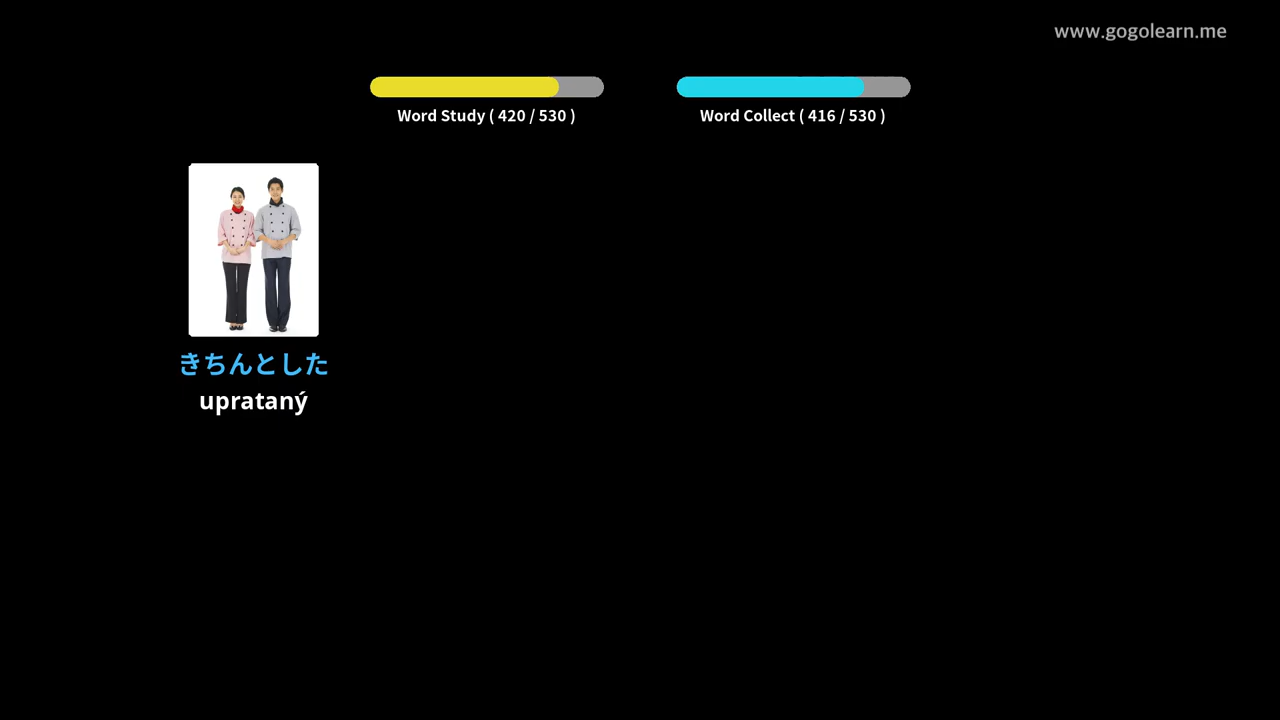 www.gogolearn.me
Word Study ( 420 / 530 )
Word Collect ( 416 / 530 )
きちんとした
uprataný